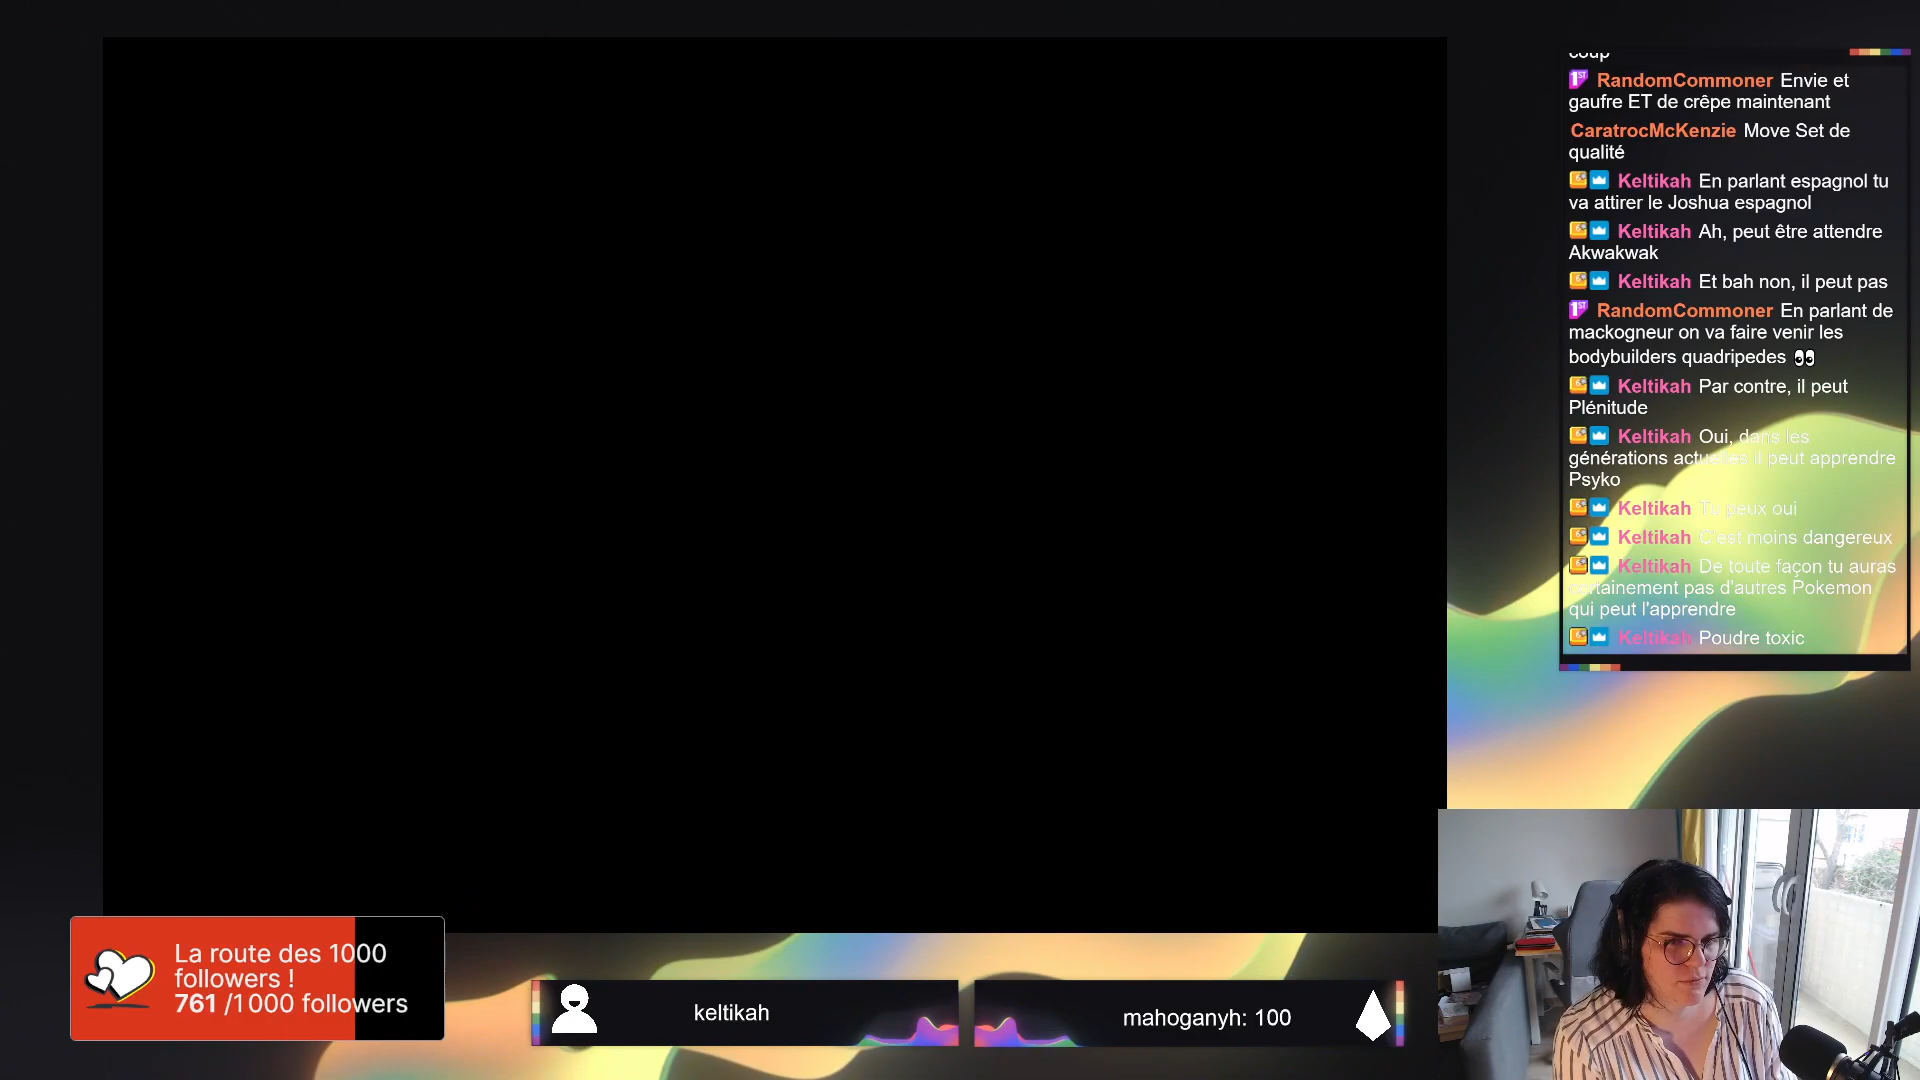 coup
1ST RandomCommoner Envie et
gaufre ET de crêpe maintenant
CaratrocMcKenzie Move Set de
qualité
Keltikah En parlant espagnol tu
va attirer le Joshua espagnol
Keltikah Ah, peut être attendre
Akwakwak
Keltikah Et bah non, il peut pas
1ST RandomCommoner En parlant de
mackogneur on va faire venir les
bodybuilders quadripedes 👀
Keltikah Par contre, il peut
Plénitude
Keltikah Oui, dans les
générations actuelles il peut apprendre
Psyko
Keltikah Tu peux oui
Keltikah C'est moins dangereux
Keltikah De toute façon tu auras
certainement pas d'autres Pokemon
qui peut l'apprendre
Keltikah Poudre toxic
La route des 1000
followers !
761 /1 000 followers
keltikah
mahoganyh: 100